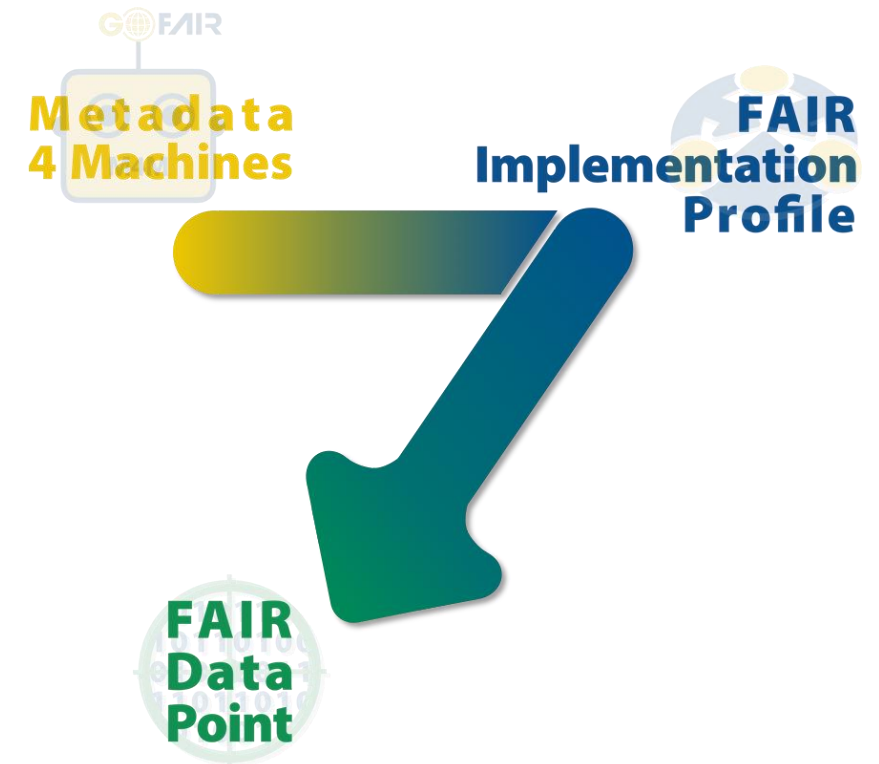 GO FAIR
Metadata
4 Machines
FAIR
Implementation
Profile
FAIR
Data
Point